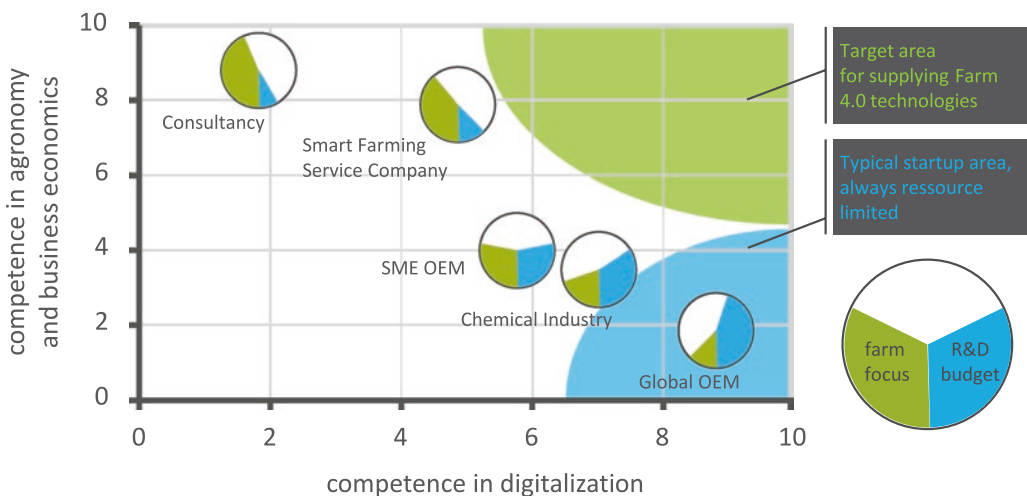 competence in agronomy
and business economics
10
8
6
4
2
0
0
2
4
6
8
10
competence in digitalization
Consultancy
Smart Farming
Service Company
SME OEM
Chemical Industry
Global OEM
Target area
for supplying Farm
4.0 technologies
Typical startup area,
always ressource
limited
farm
focus
R&D
budget